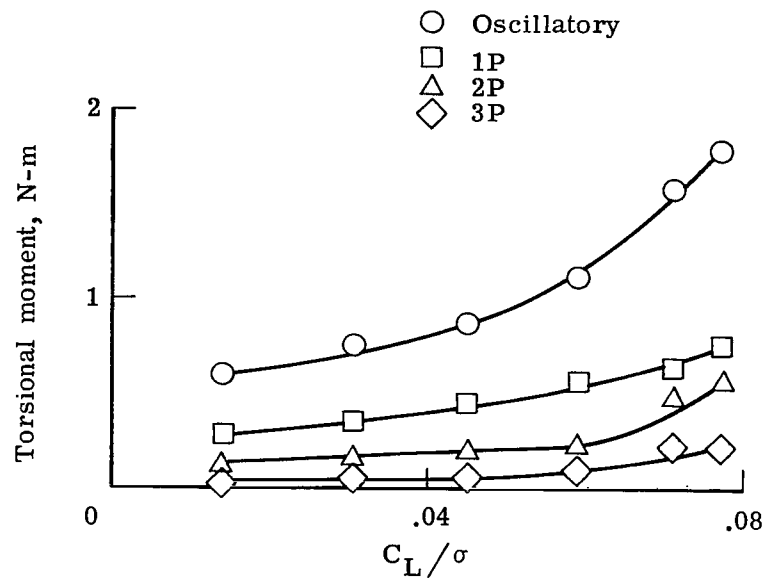 Oscillatory
1P
2P
3P
2
1
Torsional moment, N-m
0
.04
.08
C_L/σ